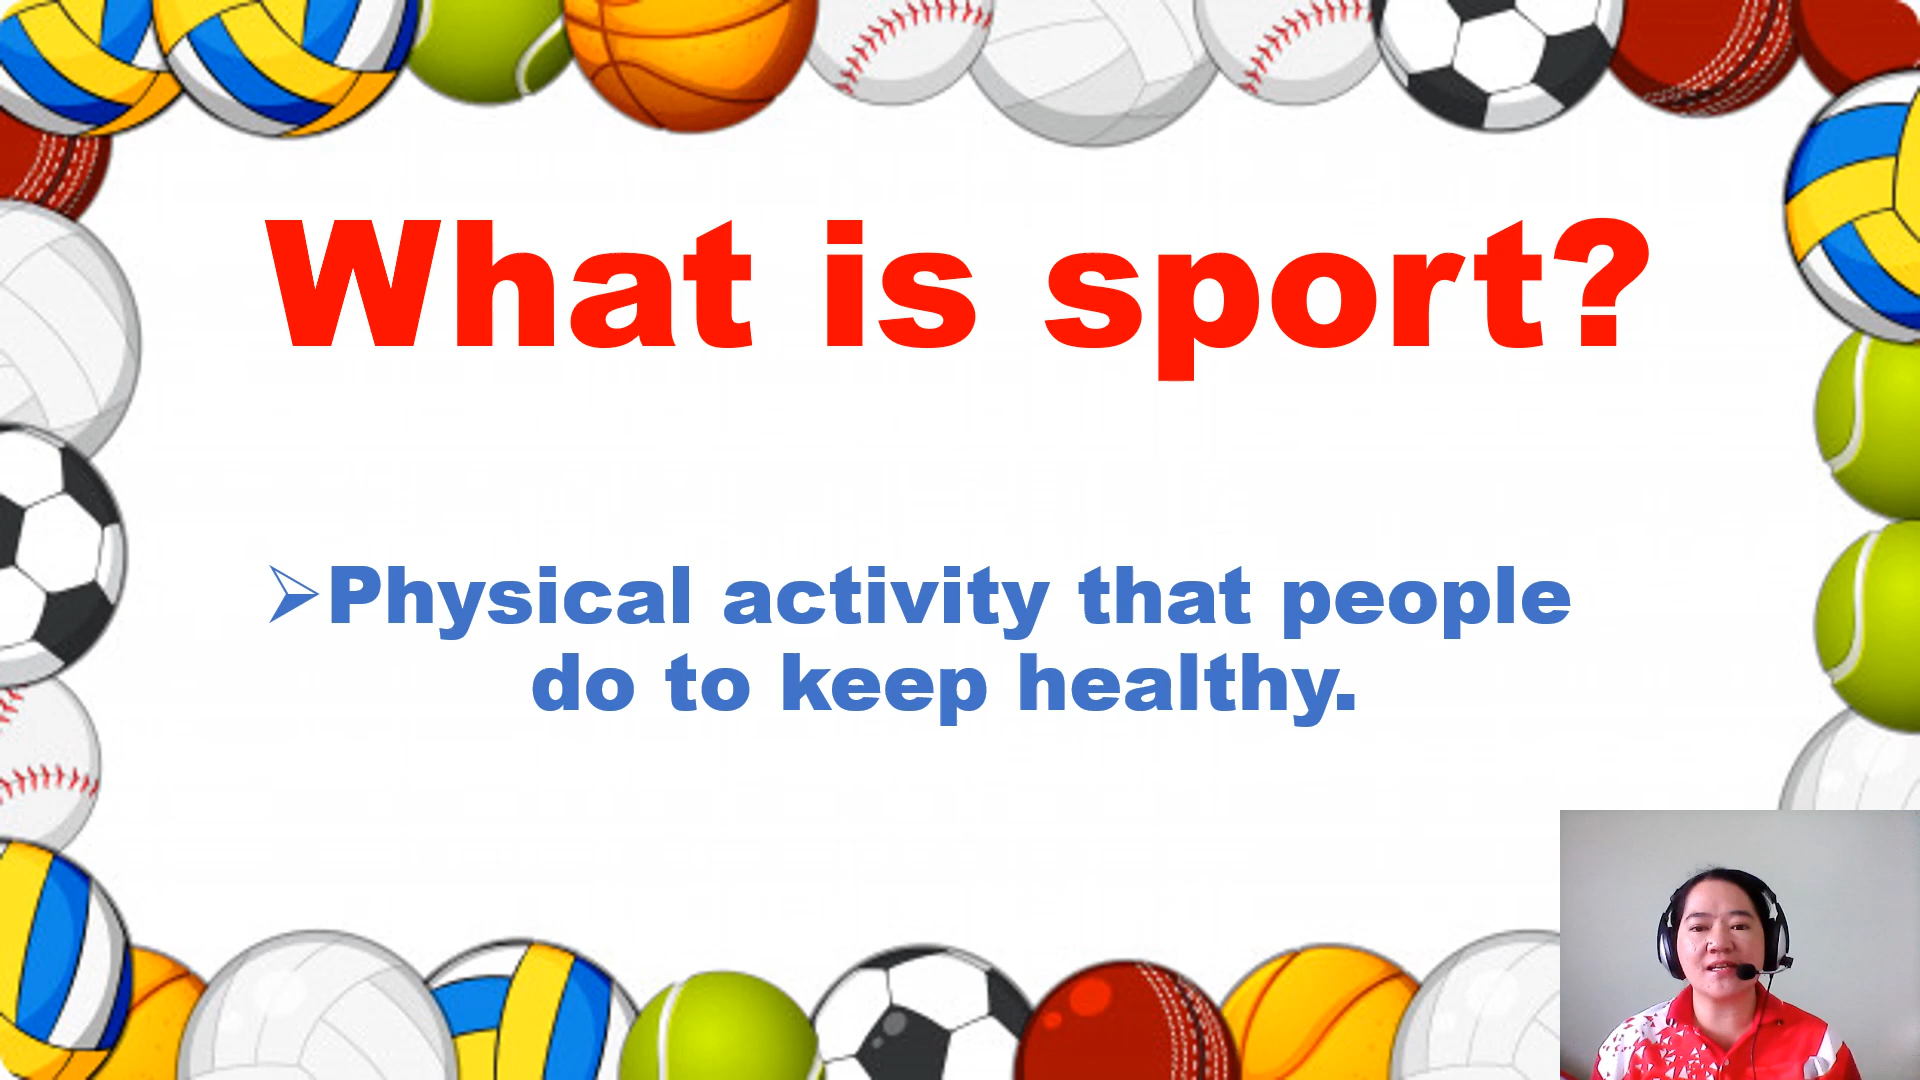 What is sport?
➢Physical activity that people
do to keep healthy.